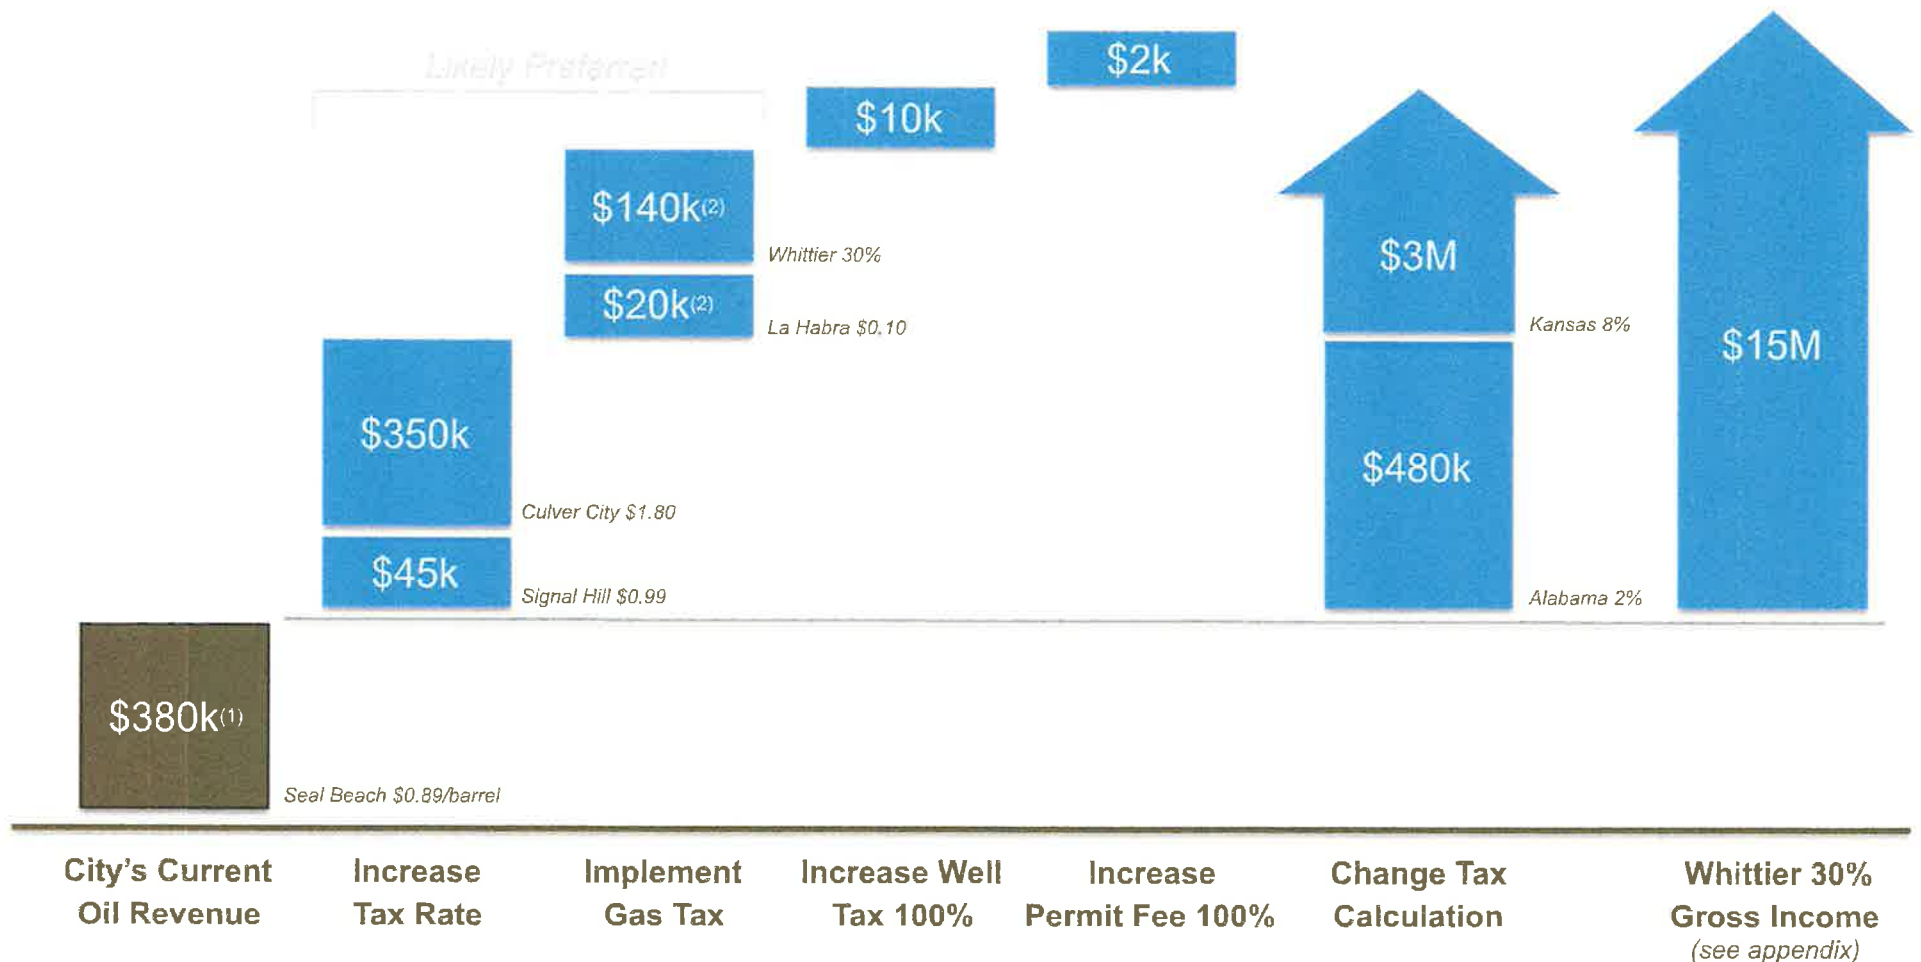 Likely Preferred
$2k
$10k
$140k(2)
Whittier 30%
$20k(2)
La Habra $0.10
$3M
Kansas 8%
$15M
$350k
Culver City $1.80
$480k
$45k
Signal Hill $0.99
Alabama 2%
$380k(1)
Seal Beach $0.89/barrel
City's Current
Oil Revenue
Increase
Tax Rate
Implement
Gas Tax
Increase Well
Tax 100%
Increase
Permit Fee 100%
Change Tax
Calculation
Whittier 30%
Gross Income
(see appendix)